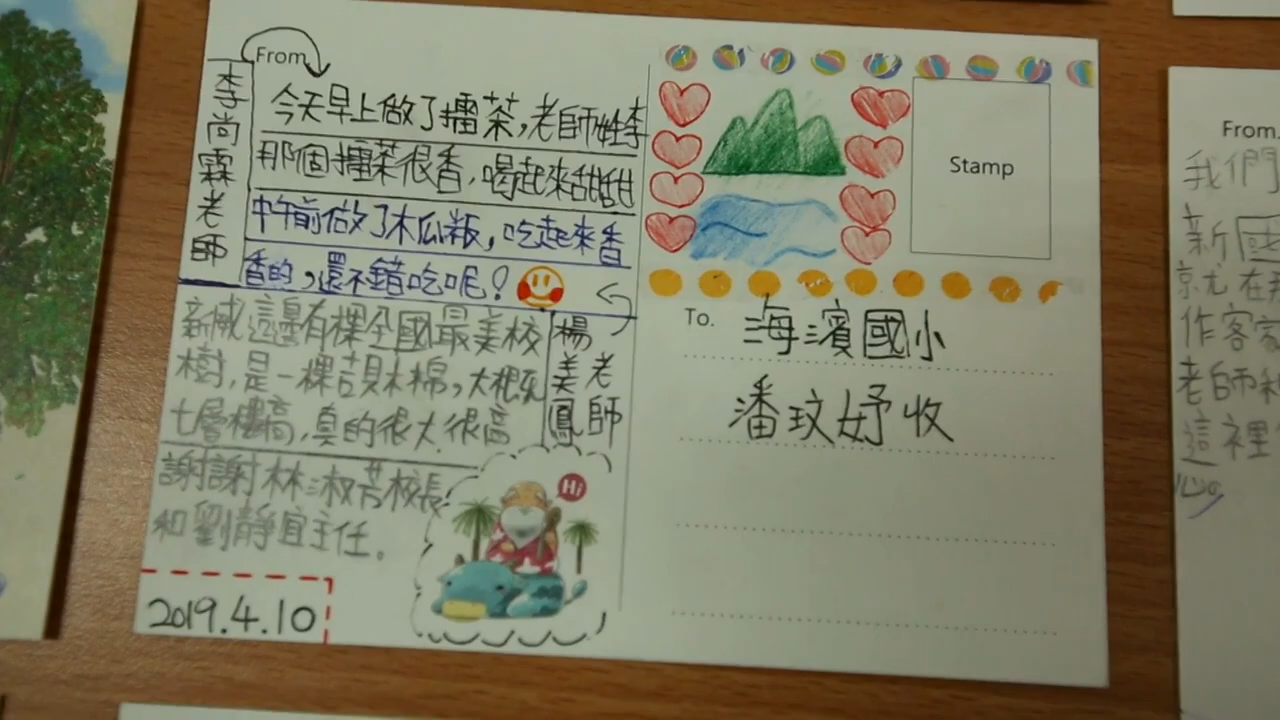 From
李尚霖老師
今天早上做了擂茶,老師姓李
那個擂茶很香,喝起來甜甜
中午前做了木瓜粄,吃起來香
香的,還不錯吃呢!
新威這邊有棵全國最美校
樹,是一棵吉貝木棉,大概有
七層樓高,真的很大很高
楊美鳳老師
謝謝林淑芳校長
和劉靜宜主任。
Hi
2019.4.10
Stamp
To. 海濱國小
潘玟妤收
From
我們
新國
就在
作客家
老師和
這裡